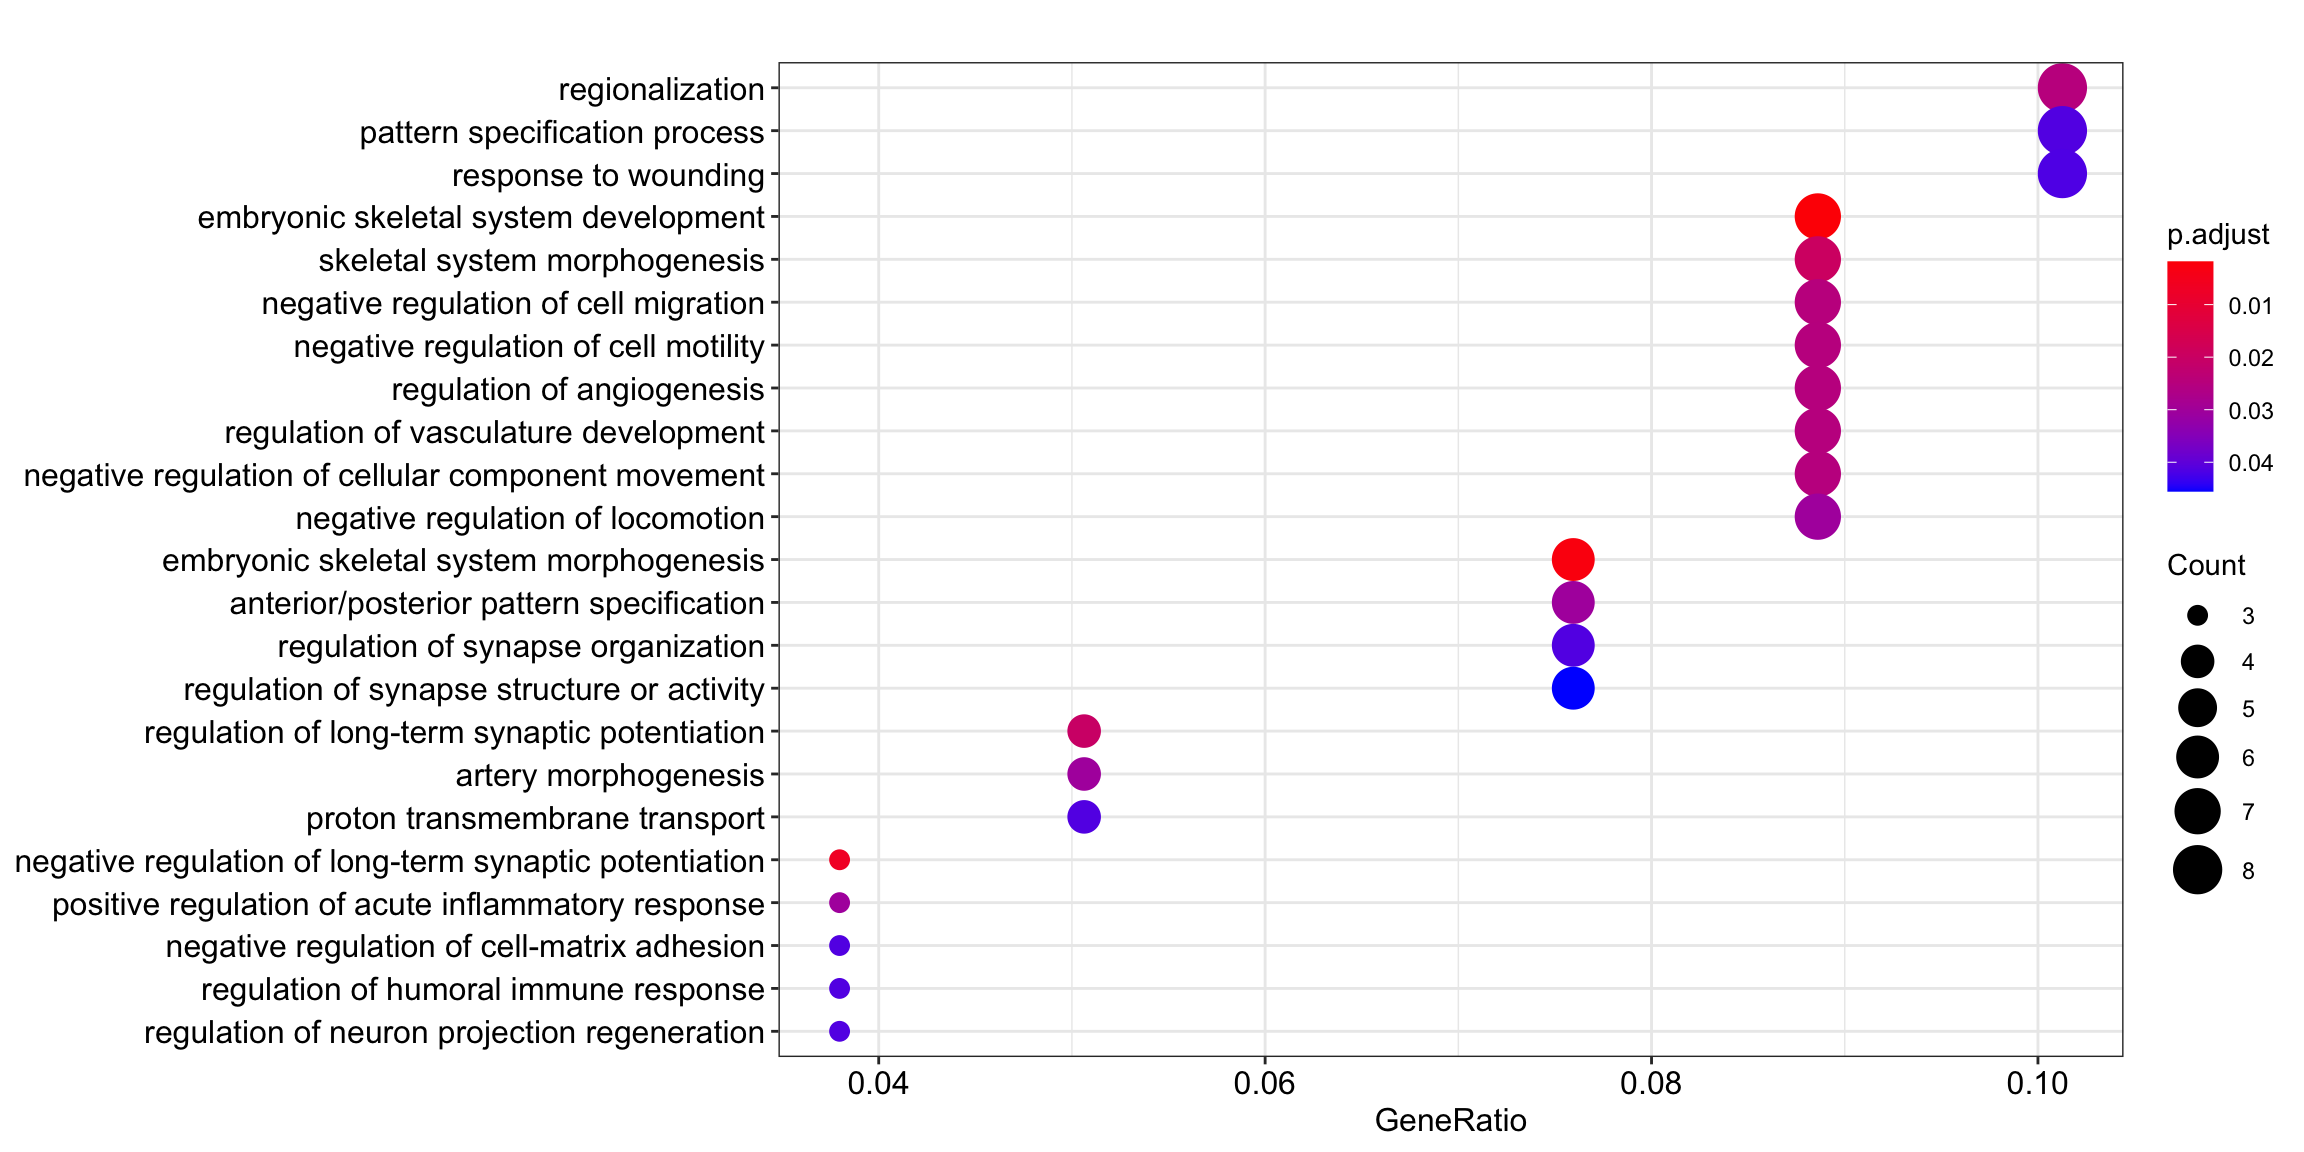 regionalization
pattern specification process
response to wounding
embryonic skeletal system development
skeletal system morphogenesis
negative regulation of cell migration
negative regulation of cell motility
regulation of angiogenesis
regulation of vasculature development
negative regulation of cellular component movement
negative regulation of locomotion
embryonic skeletal system morphogenesis
anterior/posterior pattern specification
regulation of synapse organization
regulation of synapse structure or activity
regulation of long-term synaptic potentiation
artery morphogenesis
proton transmembrane transport
negative regulation of long-term synaptic potentiation
positive regulation of acute inflammatory response
negative regulation of cell-matrix adhesion
regulation of humoral immune response
regulation of neuron projection regeneration
0.04 0.06 0.08 0.10
GeneRatio
p.adjust
0.01
0.02
0.03
0.04
Count
3
4
5
6
7
8